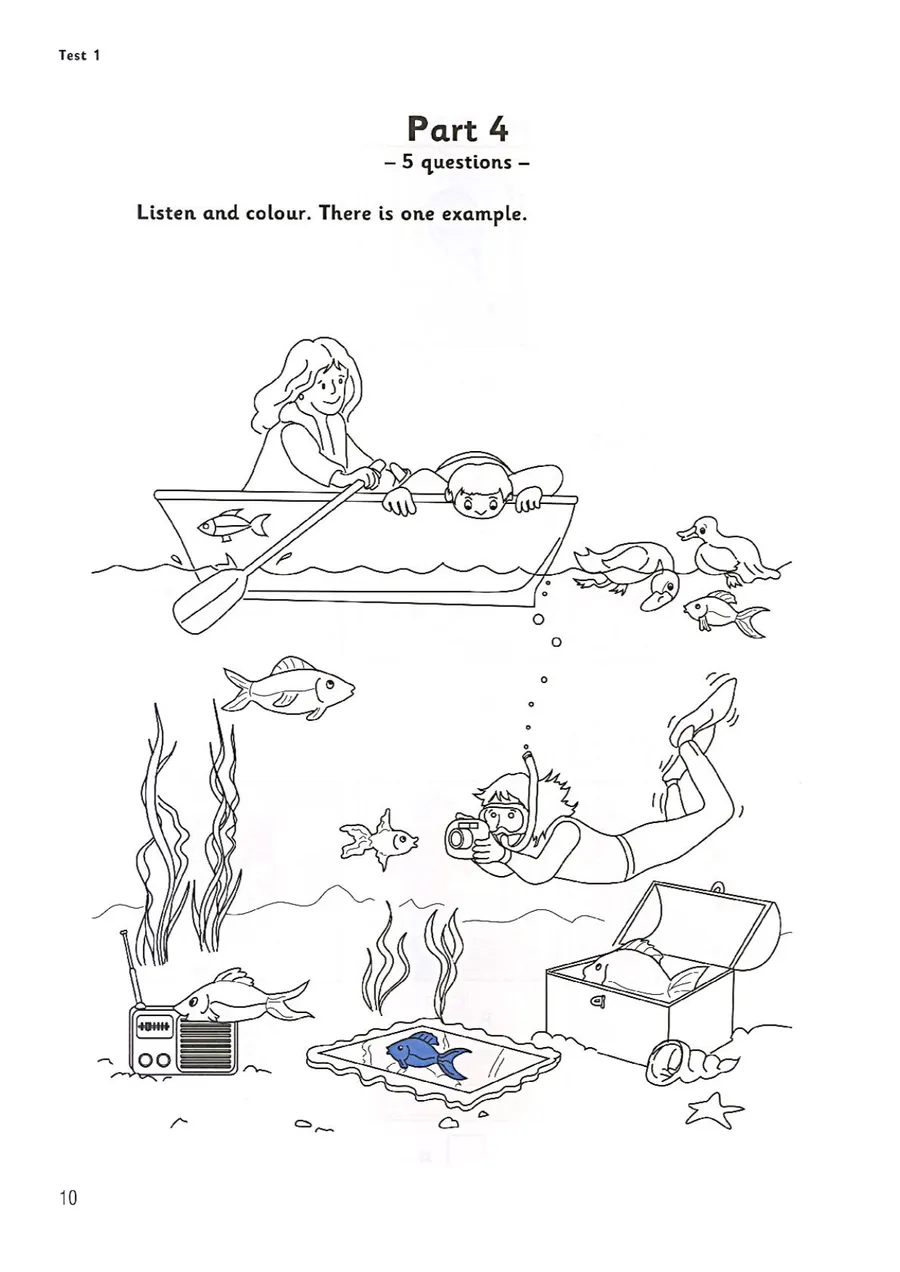 Test 1
Part 4
– 5 questions –
Listen and colour. There is one example.
10